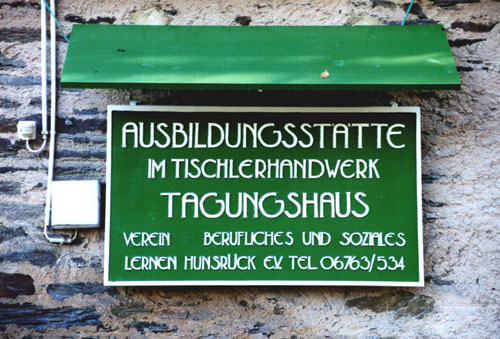 AUSBILDUNGSSTÄTTE
IM TISCHLERHANDWERK
TAGUNGSHAUS
VEREIN BERUFLICHES UND SOZIALES
LERNEN HUNSRÜCK E.V. TEL. 06763/534